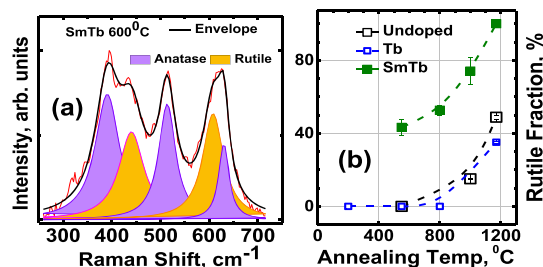 SmTb 600⁰C
Envelope
Anatase
Rutile
(a)
Intensity, arb. units
300 400 500 600 700
Raman Shift, cm⁻¹
Undoped
Tb
SmTb
(b)
80
40
0
0 400 800 1200
Annealing Temp, ⁰C
Rutile Fraction, %